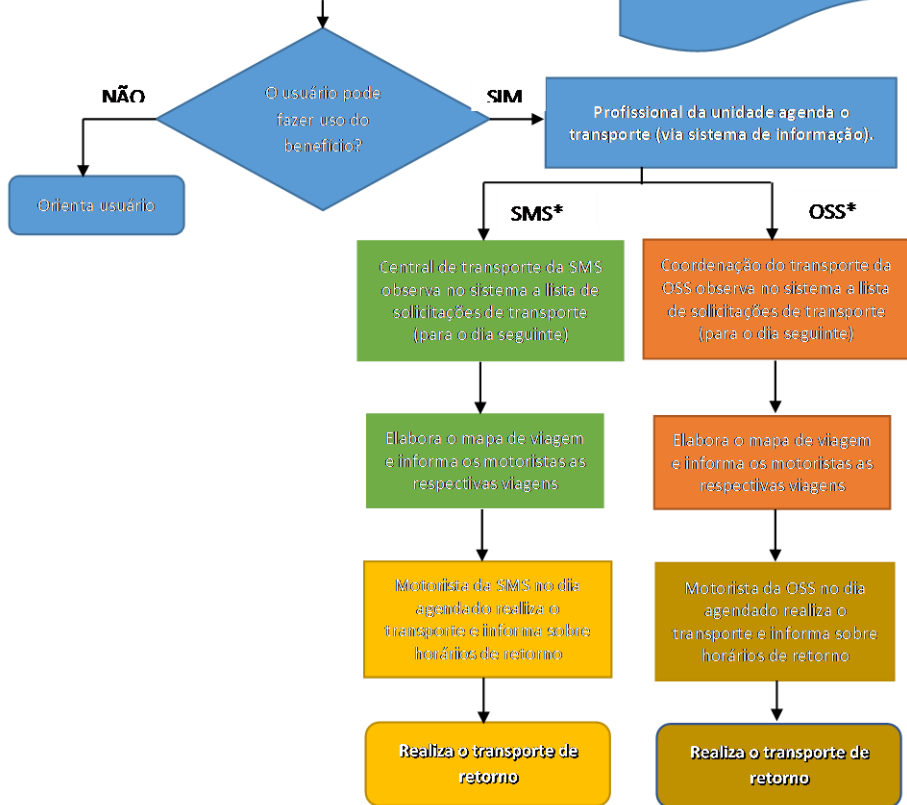 NÃO
O usuário pode
fazer uso do
benefício?
SIM
Profissional da unidade agenda o
transporte (via sistema de informação).
Orienta usuário
SMS*
OSS*
Central de transporte da SMS
observa no sistema a lista de
solicitações de transporte
(para o dia seguinte)
Coordenação do transporte da
OSS observa no sistema a lista
de solicitações de transporte
(para o dia seguinte)
Elabora o mapa de viagem
e informa os motoristas as
respectivas viagens
Elabora o mapa de viagem
e informa os motoristas as
respectivas viagens
Motorista da SMS no dia
agendado realiza o
transporte e informa sobre
horários de retorno
Motorista da OSS no dia
agendado realiza o
transporte e informa sobre
horários de retorno
Realiza o transporte de
retorno
Realiza o transporte de
retorno